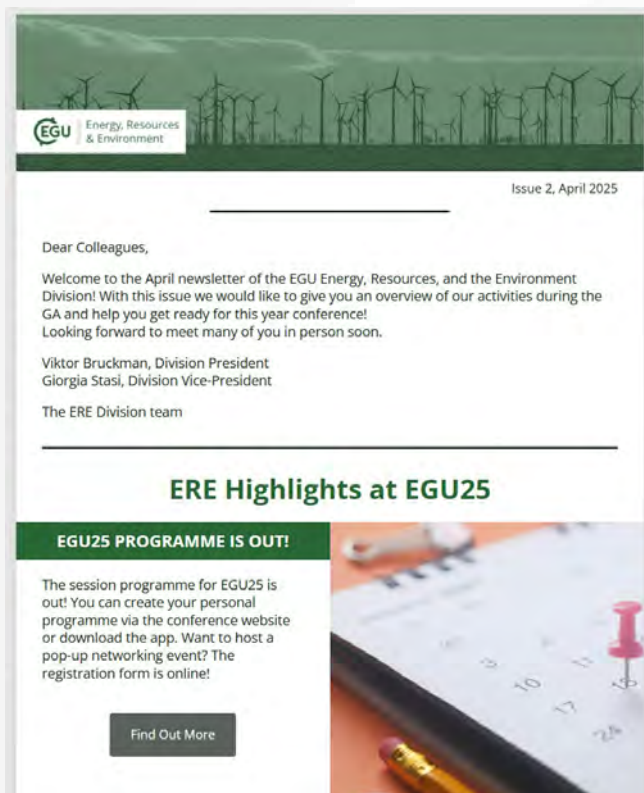 EGU
Energy, Resources
& Environment
Issue 2, April 2025
Dear Colleagues,
Welcome to the April newsletter of the EGU Energy, Resources, and the Environment
Division! With this issue we would like to give you an overview of our activities during the
GA and help you get ready for this year conference!
Looking forward to meet many of you in person soon.
Viktor Bruckman, Division President
Giorgia Stasi, Division Vice-President
The ERE Division team
ERE Highlights at EGU25
EGU25 PROGRAMME IS OUT!
The session programme for EGU25 is
out! You can create your personal
programme via the conference website
or download the app. Want to host a
pop-up networking event? The
registration form is online!
Find Out More
3
10
11
17
24